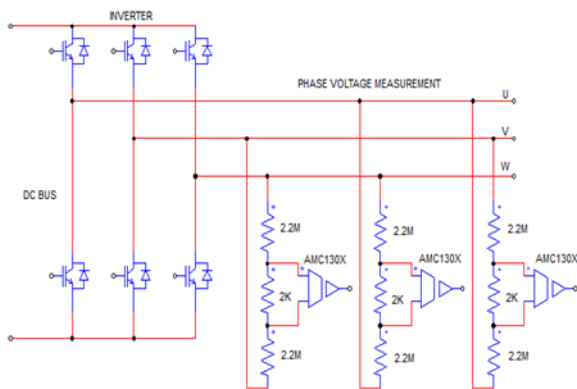 INVERTER
PHASE VOLTAGE MEASUREMENT
U
V
W
DC BUS
2.2M
2.2M
2.2M
AMC130X
AMC130X
AMC130X
2K
2K
2K
2.2M
2.2M
2.2M